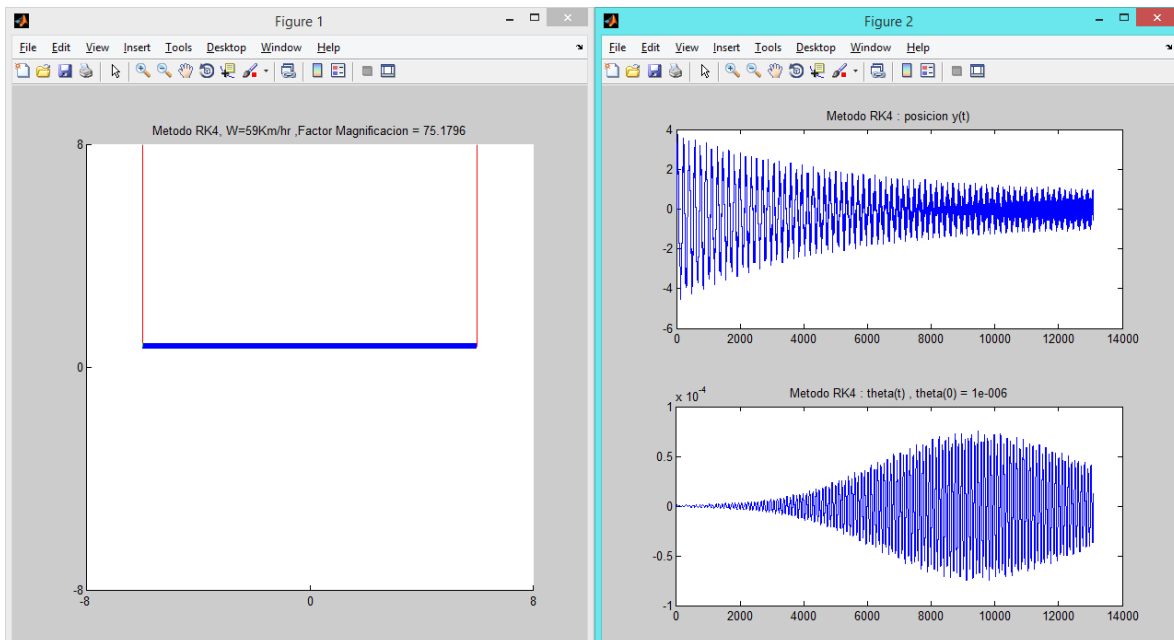 Figure 1
File Edit View Insert Tools Desktop Window Help
Metodo RK4, W=59Km/hr ,Factor Magnificacion = 75.1796
8
0
-8
-8 0 8
Figure 2
File Edit View Insert Tools Desktop Window Help
Metodo RK4 : posicion y(t)
4
2
0
-2
-4
-6
0 2000 4000 6000 8000 10000 12000 14000
Metodo RK4 : theta(t) , theta(0) = 1e-006
x 10⁻⁴
1
0.5
0
-0.5
-1
0 2000 4000 6000 8000 10000 12000 14000